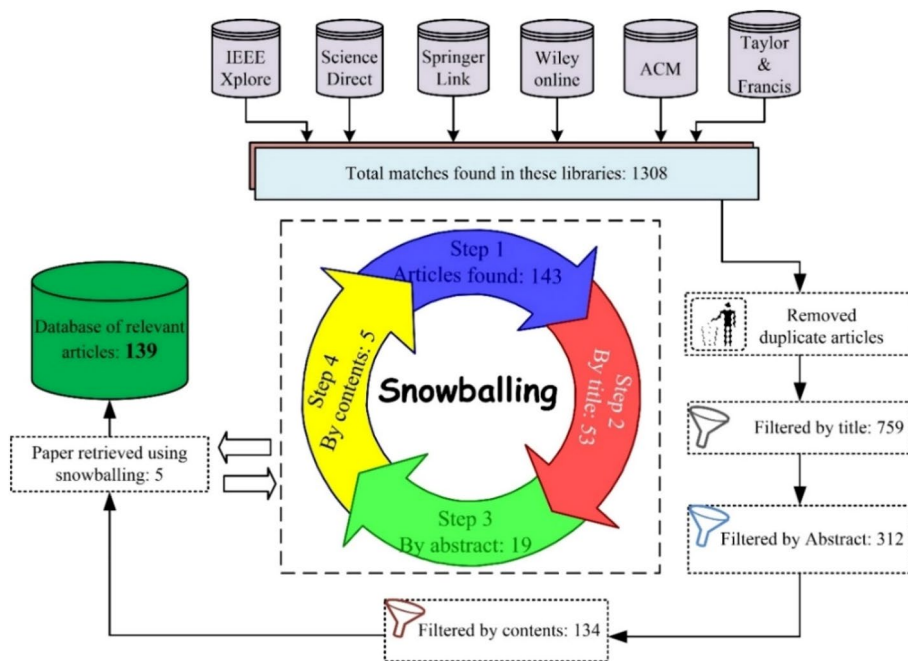 IEEE
Xplore
Science
Direct
Springer
Link
Wiley
online
ACM
Taylor
&
Francis
Total matches found in these libraries: 1308
Removed
duplicate articles
Filtered by title: 759
Filtered by Abstract: 312
Filtered by contents: 134
Paper retrieved using
snowballing: 5
Database of relevant
articles: 139
Step 1
Articles found: 143
Step 2
By title: 53
Step 3
By abstract: 19
Step 4
By contents: 5
Snowballing